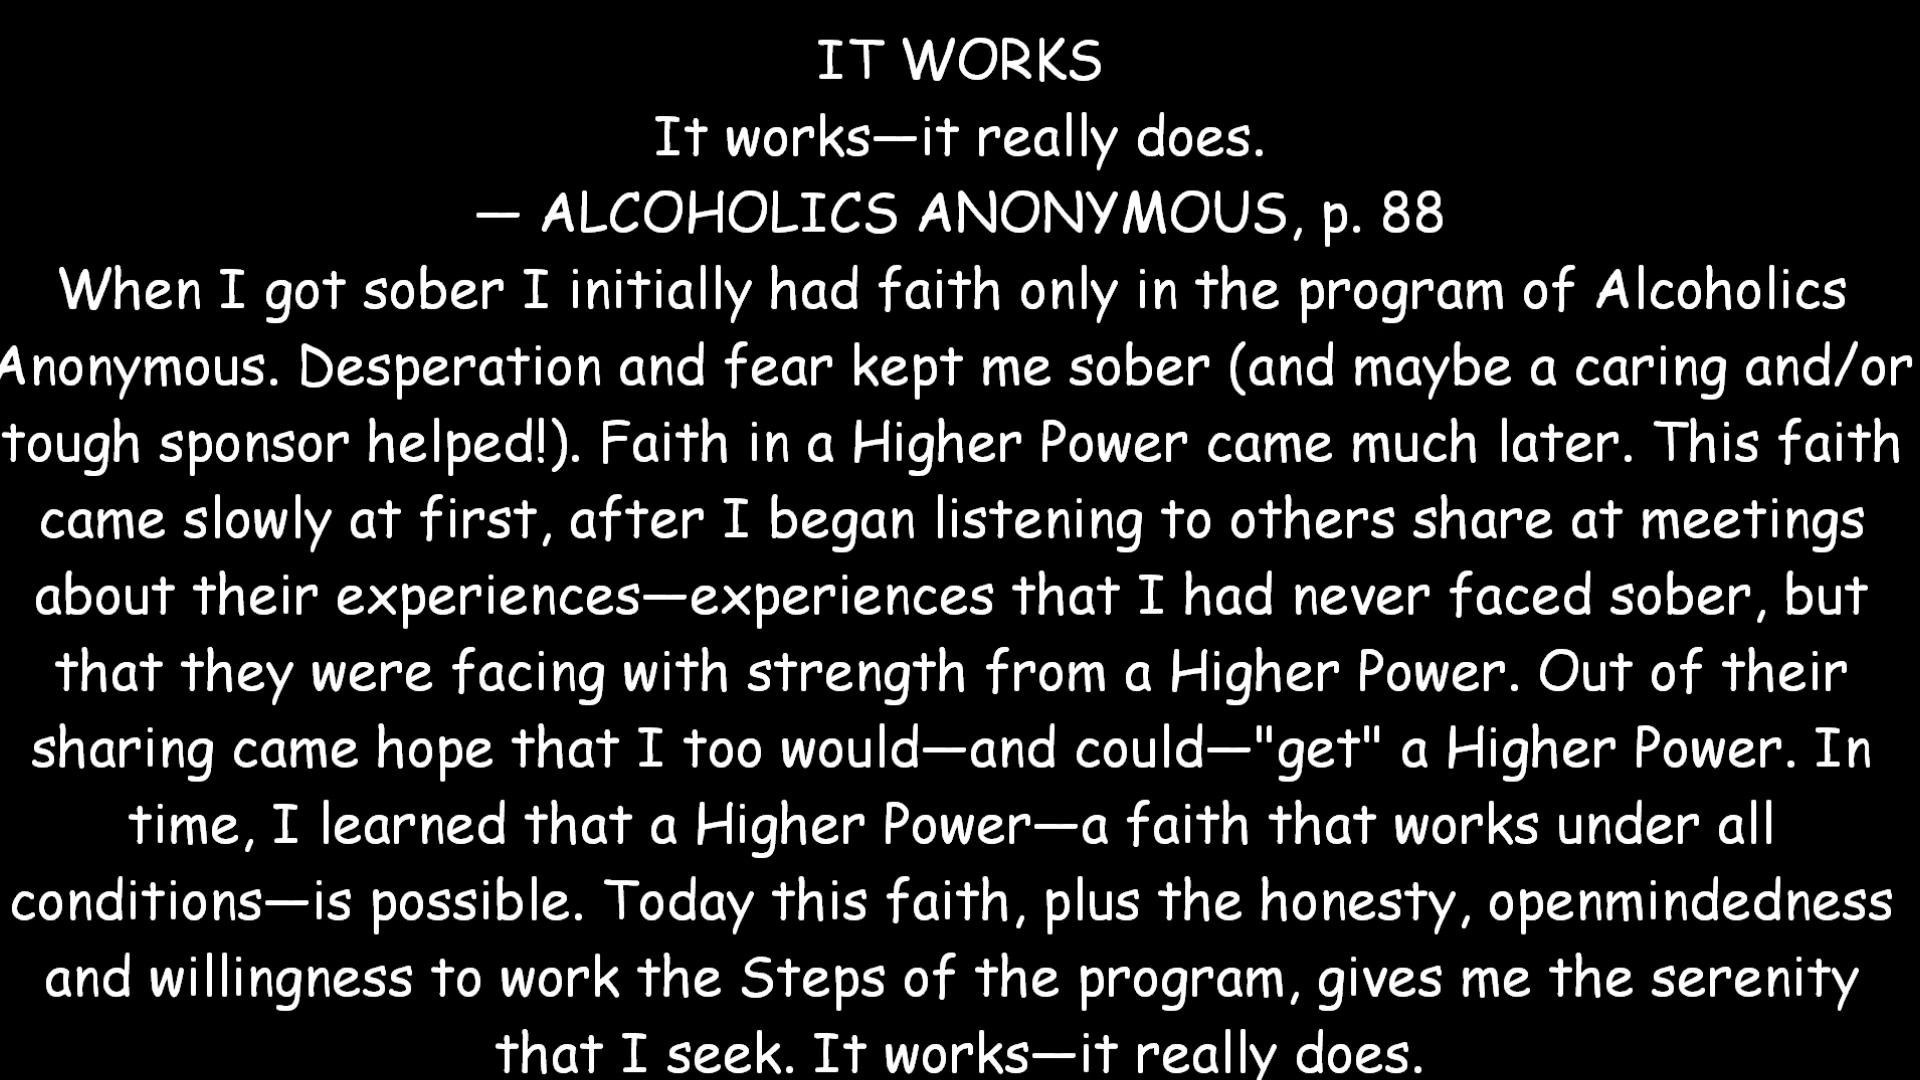 IT WORKS
It works—it really does.
— ALCOHOLICS ANONYMOUS, p. 88
When I got sober I initially had faith only in the program of Alcoholics
Anonymous. Desperation and fear kept me sober (and maybe a caring and/or
tough sponsor helped!). Faith in a Higher Power came much later. This faith
came slowly at first, after I began listening to others share at meetings
about their experiences—experiences that I had never faced sober, but
that they were facing with strength from a Higher Power. Out of their
sharing came hope that I too would—and could—"get" a Higher Power. In
time, I learned that a Higher Power—a faith that works under all
conditions—is possible. Today this faith, plus the honesty, openmindedness
and willingness to work the Steps of the program, gives me the serenity
that I seek. It works—it really does.